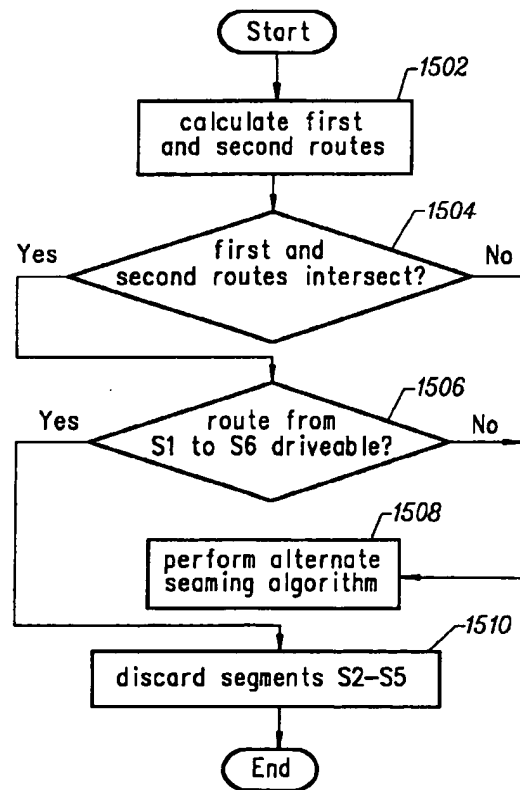 Start
1502
calculate first
and second routes
1504
Yes
first and
second routes intersect?
No
1506
Yes
route from
S1 to S6 driveable?
No
1508
perform alternate
seaming algorithm
1510
discard segments S2-S5
End